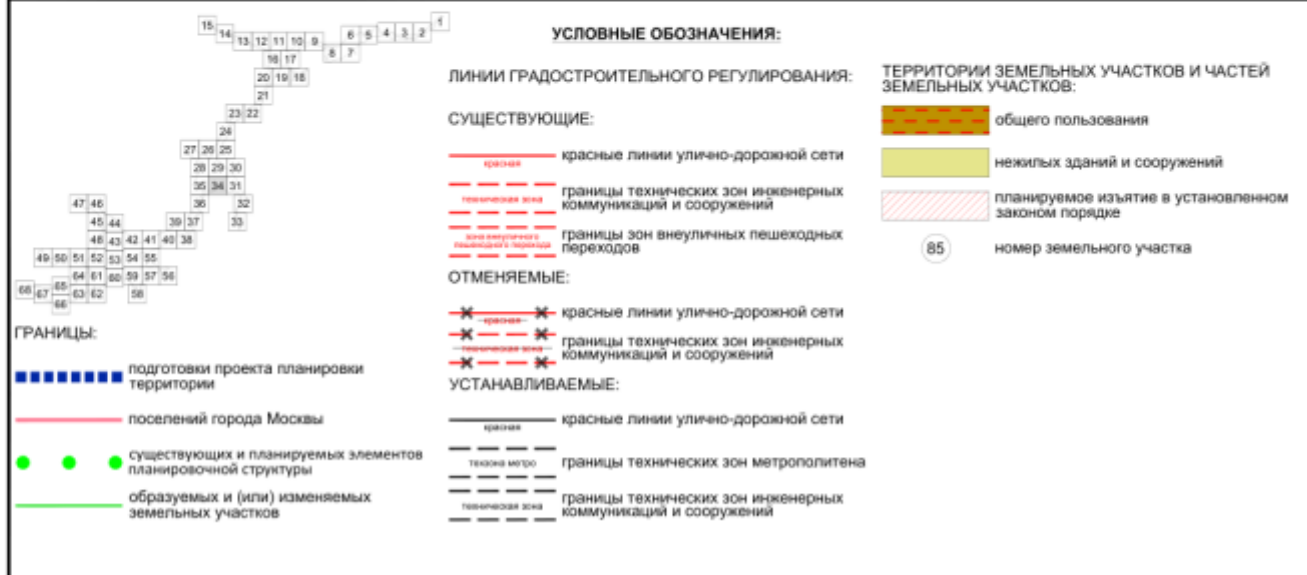 15 14 13 12 11 10 9 8 7 6 5 4 3 2 1
16 17
20 19 18
21
23 22
24
27 26 25
28 29 30
35 34 31
36 32
47 46 39 37 33
45 44
48 43 42 41 40 38
49 50 51 52 53 54 55
64 61 60 59 57 56
68 67 65 63 62 58
66
ГРАНИЦЫ:
подготовки проекта планировки
территории
поселений города Москвы
существующих и планируемых элементов
планировочной структуры
образуемых и (или) изменяемых
земельных участков
УСЛОВНЫЕ ОБОЗНАЧЕНИЯ:
ЛИНИИ ГРАДОСТРОИТЕЛЬНОГО РЕГУЛИРОВАНИЯ:
СУЩЕСТВУЮЩИЕ:
красная
красные линии улично-дорожной сети
техническая зона
границы технических зон инженерных
коммуникаций и сооружений
зона внеуличного
пешеходного перехода
границы зон внеуличных пешеходных
переходов
ОТМЕНЯЕМЫЕ:
красная
красные линии улично-дорожной сети
техническая зона
границы технических зон инженерных
коммуникаций и сооружений
УСТАНАВЛИВАЕМЫЕ:
красная
красные линии улично-дорожной сети
техзона метро
границы технических зон метрополитена
техническая зона
границы технических зон инженерных
коммуникаций и сооружений
ТЕРРИТОРИИ ЗЕМЕЛЬНЫХ УЧАСТКОВ И ЧАСТЕЙ
ЗЕМЕЛЬНЫХ УЧАСТКОВ:
общего пользования
нежилых зданий и сооружений
планируемое изъятие в установленном
законом порядке
85
номер земельного участка